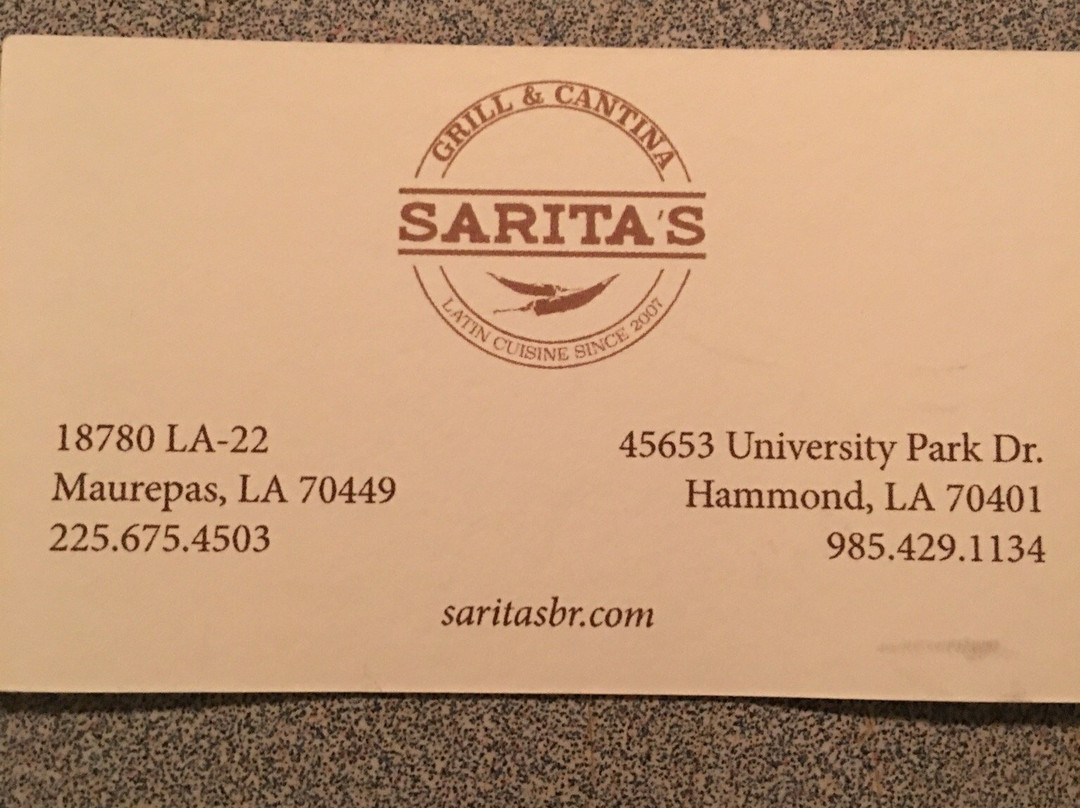 GRILL & CANTINA
SARITA'S
LATIN CUISINE SINCE 2007
18780 LA-22
Maurepas, LA 70449
225.675.4503
45653 University Park Dr.
Hammond, LA 70401
985.429.1134
saritasbr.com